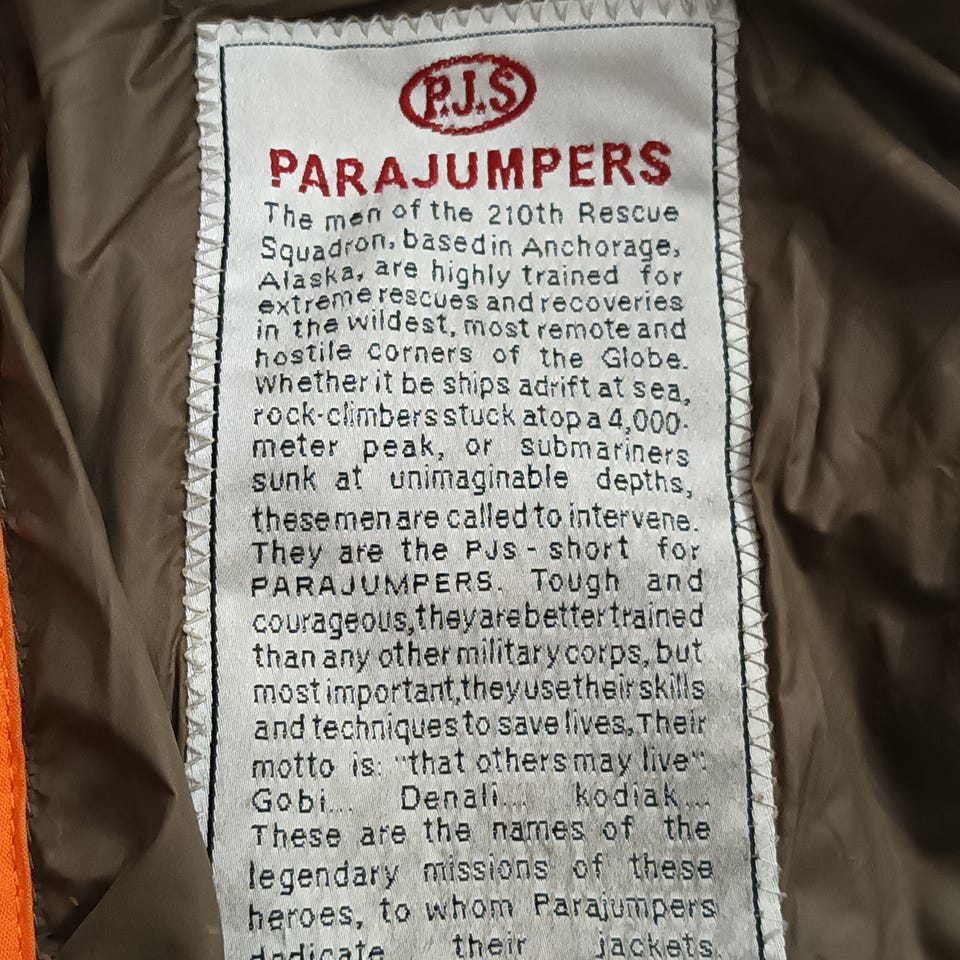 P.J.S
PARAJUMPERS
The men of the 210th Rescue
Squadron, based in Anchorage,
Alaska, are highly trained for
extreme rescues and recoveries
in the wildest, most remote and
hostile corners of the Globe.
Whether it be ships adrift at sea,
rock-climbers stuck atop a 4,000-
meter peak, or submariners
sunk at unimaginable depths,
these men are called to intervene.
They are the PJs - short for
PARAJUMPERS. Tough and
courageous, they are better trained
than any other military corps, but
most important, they use their skills
and techniques to save lives. Their
motto is: "that others may live".
Gobi... Denali... Kodiak...
These are the names of the
legendary missions of these
heroes, to whom Parajumpers
dedicate their jackets.